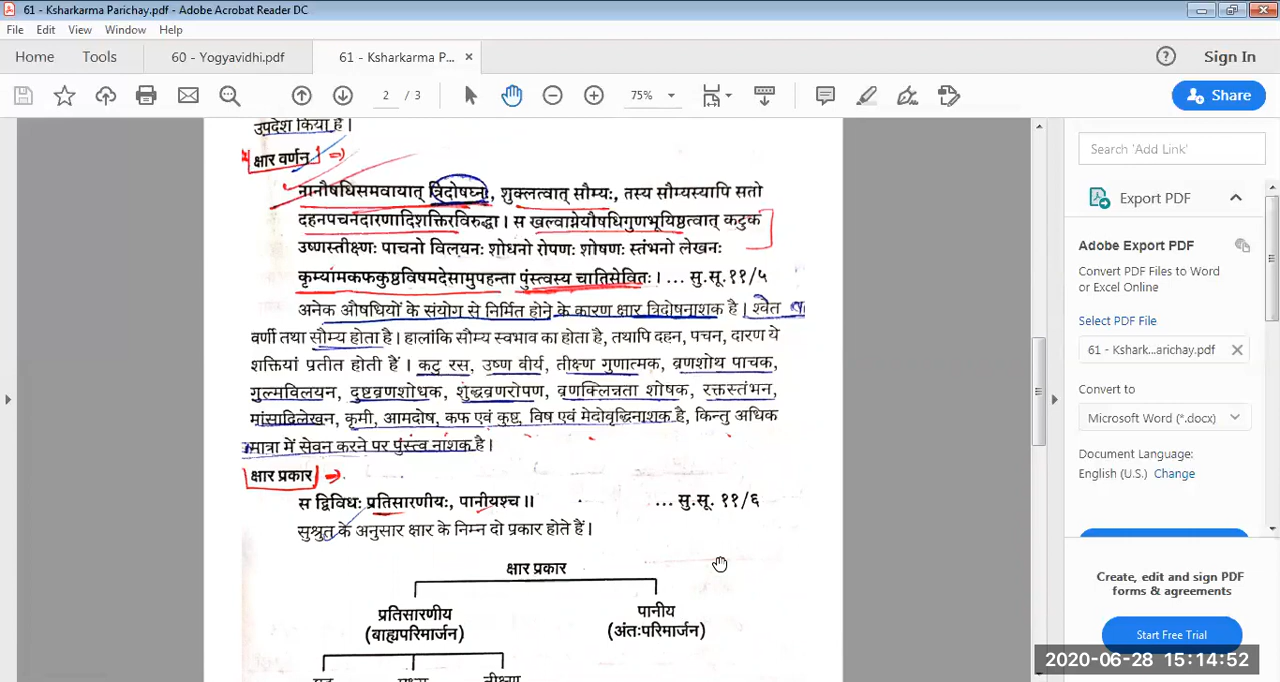 61 - Ksharkarma Parichay.pdf - Adobe Acrobat Reader DC
File Edit View Window Help
Home Tools 60 - Yogyavidhi.pdf 61 - Ksharkarma P... × Sign In
2 / 3 75% Share
उपदेश किया है।
क्षार वर्णन
नानौषधिसमवायात् त्रिदोषघ्नः, शुक्लत्वात् सौम्यः, तस्य सौम्यस्यापि सतो
दहनपचनदारणादिशक्तिरविरुद्धा। स खल्वाग्नेयौषधिगुणभूयिष्ठत्वात् कटुक
उष्णस्तीक्ष्णः पाचनो विलयनः शोधनो रोपणः शोषणः स्तंभनो लेखनः
कृम्यामकफकुष्ठविषमदेसामुपहन्ता पुंस्त्वस्य चातिसेवितः। ... सु.सू.११/५
अनेक औषधियों के संयोग से निर्मित होने के कारण क्षार त्रिदोषनाशक है। श्वेत
वर्णी तथा सौम्य होता है। हालांकि सौम्य स्वभाव का होता है, तथापि दहन, पचन, दारण ये
शक्तियां प्रतीत होती हैं। कटु रस, उष्ण वीर्य, तीक्ष्ण गुणात्मक, व्रणशोथ पाचक,
गुल्मविलयन, दुष्टव्रणशोधक, शुद्धव्रणरोपण, व्रणक्लिन्नता शोषक, रक्तस्तंभन,
मांसादिलेखन, कृमी, आमदोष, कफ एवं कुष्ट, विष एवं मेदोवृद्धिनाशक है, किन्तु अधिक
मात्रा में सेवन करने पर पुंस्त्व नाशक है।
क्षार प्रकार
स द्विविधः प्रतिसारणीयः, पानीयश्च॥ ... सु.सू. ११/६
सुश्रुत के अनुसार क्षार के निम्न दो प्रकार होते हैं।
क्षार प्रकार
प्रतिसारणीय पानीय
(बाह्यपरिमार्जन) (अंतःपरिमार्जन)
Search 'Add Link'
Export PDF
Adobe Export PDF
Convert PDF Files to Word
or Excel Online
Select PDF File
61 - Kshark...arichay.pdf ×
Convert to
Microsoft Word (*.docx)
Document Language:
English (U.S.) Change
Create, edit and sign PDF
forms & agreements
Start Free Trial
2020-06-28 15:14:52